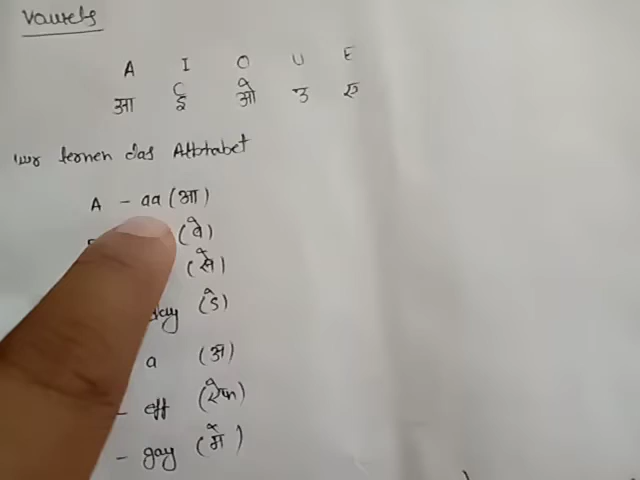 Vowels
A I O U E
आ ई ओ उ ए
wir lernen das Alphabet
A - aa (आ)
(बे)
(से)
day (डे)
a (अ)
- eff (ऐफ)
- gay (गे)